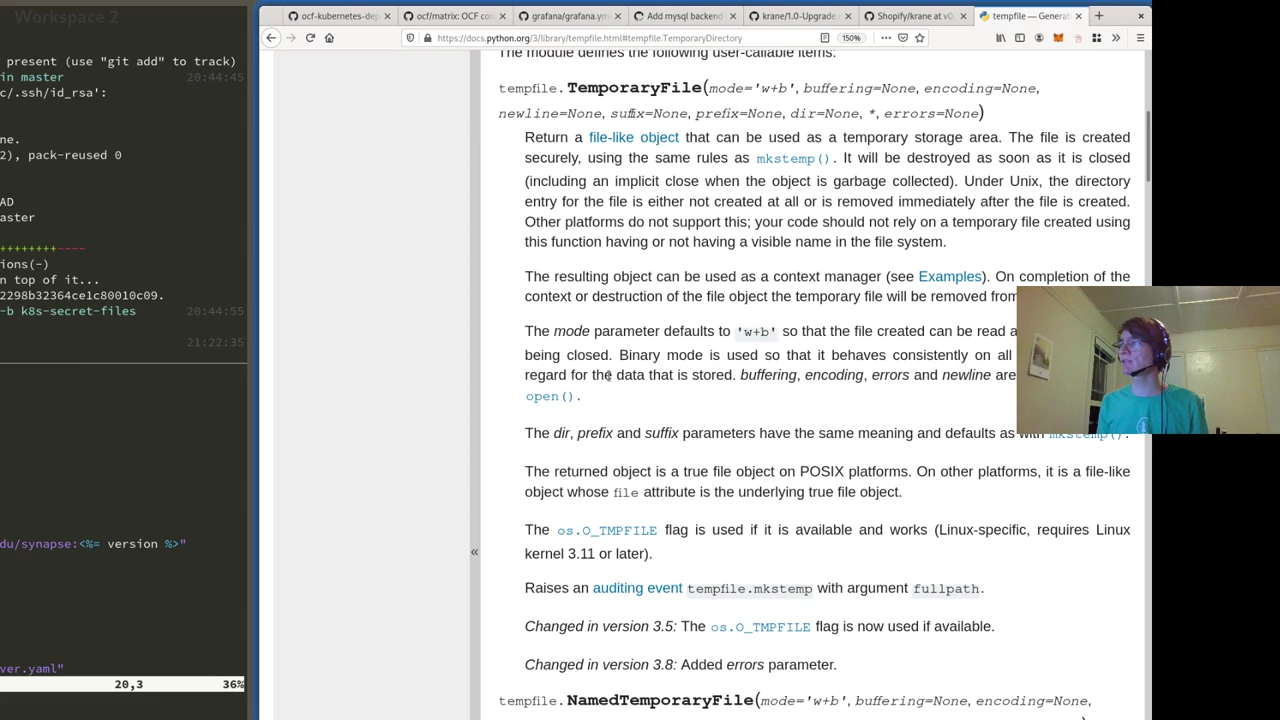 Workspace 2
present (use "git add" to track)
in master 20:44:45
c/.ssh/id_rsa':
ne.
2), pack-reused 0
AD
aster
++++++++----
ions(-)
n top of it...
2298b32364ce1c80010c09.
-b k8s-secret-files 20:44:55
21:22:35
du/synapse:<%= version %>"
ver.yaml"
20,3 36%
ocf-kubernetes-dep
ocf/matrix: OCF con
grafana/grafana.ym
Add mysql backend
krane/1.0-Upgrade.
Shopify/krane at v0.
tempfile — Generat
https://docs.python.org/3/library/tempfile.html#tempfile.TemporaryDirectory 150%
The module defines the following user-callable items:
tempfile.TemporaryFile(mode='w+b', buffering=None, encoding=None,
newline=None, suffix=None, prefix=None, dir=None, *, errors=None)
Return a file-like object that can be used as a temporary storage area. The file is created
securely, using the same rules as mkstemp(). It will be destroyed as soon as it is closed
(including an implicit close when the object is garbage collected). Under Unix, the directory
entry for the file is either not created at all or is removed immediately after the file is created.
Other platforms do not support this; your code should not rely on a temporary file created using
this function having or not having a visible name in the file system.
The resulting object can be used as a context manager (see Examples). On completion of the
context or destruction of the file object the temporary file will be removed from
The mode parameter defaults to 'w+b' so that the file created can be read a
being closed. Binary mode is used so that it behaves consistently on all
regard for the data that is stored. buffering, encoding, errors and newline are
open().
The dir, prefix and suffix parameters have the same meaning and defaults as with mkstemp().
The returned object is a true file object on POSIX platforms. On other platforms, it is a file-like
object whose file attribute is the underlying true file object.
The os.O_TMPFILE flag is used if it is available and works (Linux-specific, requires Linux
kernel 3.11 or later).
Raises an auditing event tempfile.mkstemp with argument fullpath.
Changed in version 3.5: The os.O_TMPFILE flag is now used if available.
Changed in version 3.8: Added errors parameter.
tempfile.NamedTemporaryFile(mode='w+b', buffering=None, encoding=None,